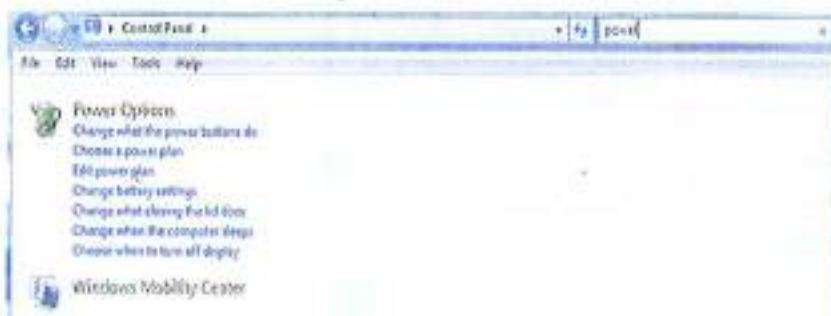 Control Panel
power
File Edit View Tools Help
Power Options
Change what the power buttons do
Choose a power plan
Edit power plan
Change battery settings
Change what closing the lid does
Change when the computer sleeps
Choose when to turn off display
Windows Mobility Center